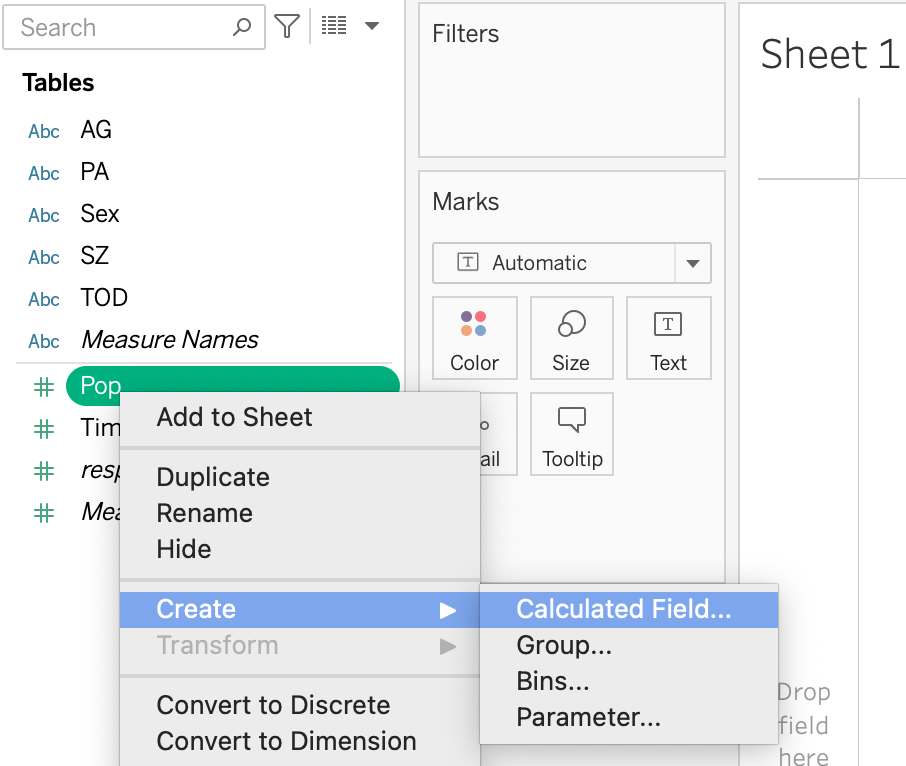 Search
Tables
Abc AG
Abc PA
Abc Sex
Abc SZ
Abc TOD
Abc Measure Names
Pop
Tim
resp
Mea
Add to Sheet
Duplicate
Rename
Hide
Create
Transform
Convert to Discrete
Convert to Dimension
Calculated Field...
Group...
Bins...
Parameter...
Filters
Marks
T Automatic
Color
Size
T
Text
ail
Tooltip
Sheet 1
Drop
field
here